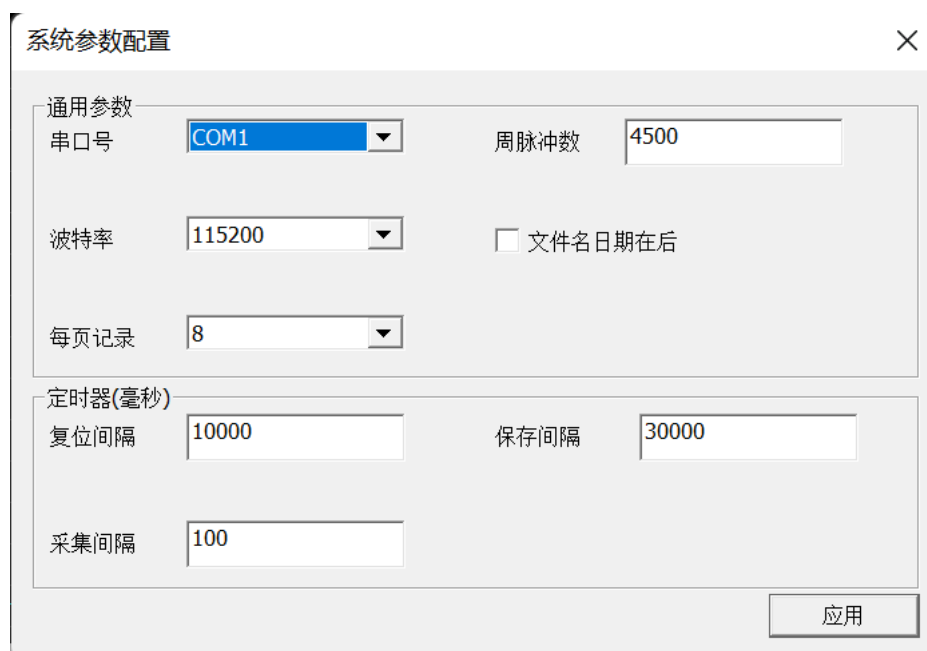 系统参数配置
通用参数
串口号 COM1 周脉冲数 4500
波特率 115200 文件名日期在后
每页记录 8
定时器(毫秒)
复位间隔 10000 保存间隔 30000
采集间隔 100
应用